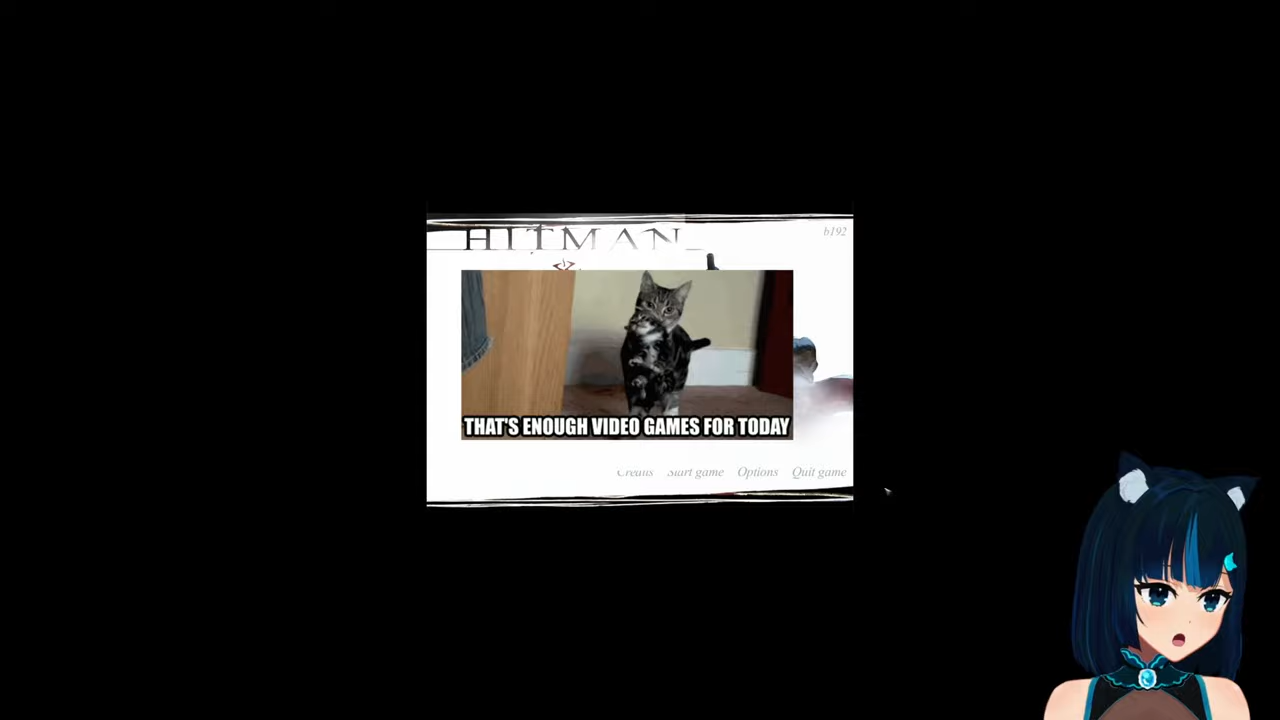 HITMAN
b192
THAT'S ENOUGH VIDEO GAMES FOR TODAY
Credits Start game Options Quit game